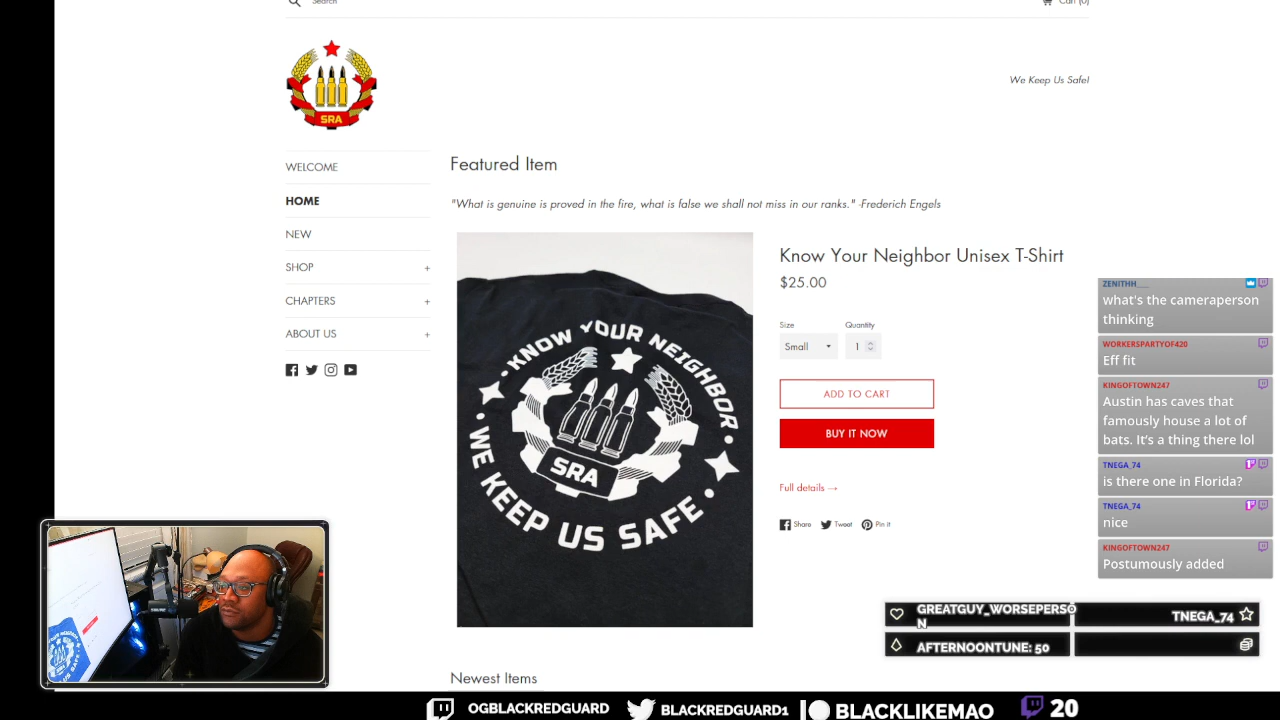 Search
Cart (0)
SRA
We Keep Us Safe!
WELCOME
HOME
NEW
SHOP +
CHAPTERS +
ABOUT US +
Featured Item
"What is genuine is proved in the fire, what is false we shall not miss in our ranks." -Frederich Engels
KNOW YOUR NEIGHBOR
SRA
WE KEEP US SAFE
Know Your Neighbor Unisex T-Shirt
$25.00
Size Quantity
Small 1
ADD TO CART
BUY IT NOW
Full details →
Share Tweet Pin it
Newest Items
ZENITHH___
what's the cameraperson
thinking
WORKERSPARTYOF420
Eff fit
KINGOFTOWN247
Austin has caves that
famously house a lot of
bats. It's a thing there lol
TNEGA_74
is there one in Florida?
TNEGA_74
nice
KINGOFTOWN247
Postumously added
GREATGUY_WORSEPERSO
N
TNEGA_74
AFTERNOONTUNE: 50
OGBLACKREDGUARD BLACKREDGUARD1 BLACKLIKEMAO 20